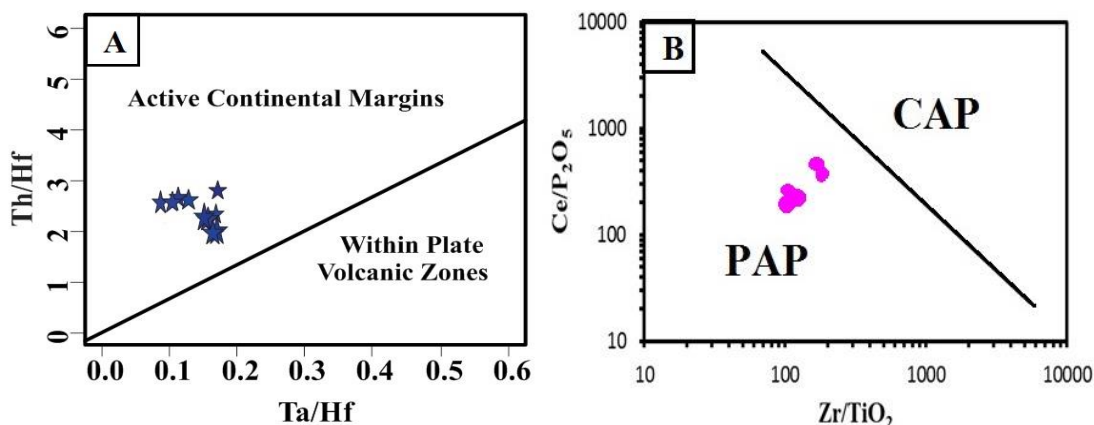 A
Active Continental Margins
Within Plate
Volcanic Zones
Th/Hf
0 1 2 3 4 5 6
0.0 0.1 0.2 0.3 0.4 0.5 0.6
Ta/Hf
B
CAP
PAP
Ce/P₂O₅
10000
1000
100
10
10 100 1000 10000
Zr/TiO₂